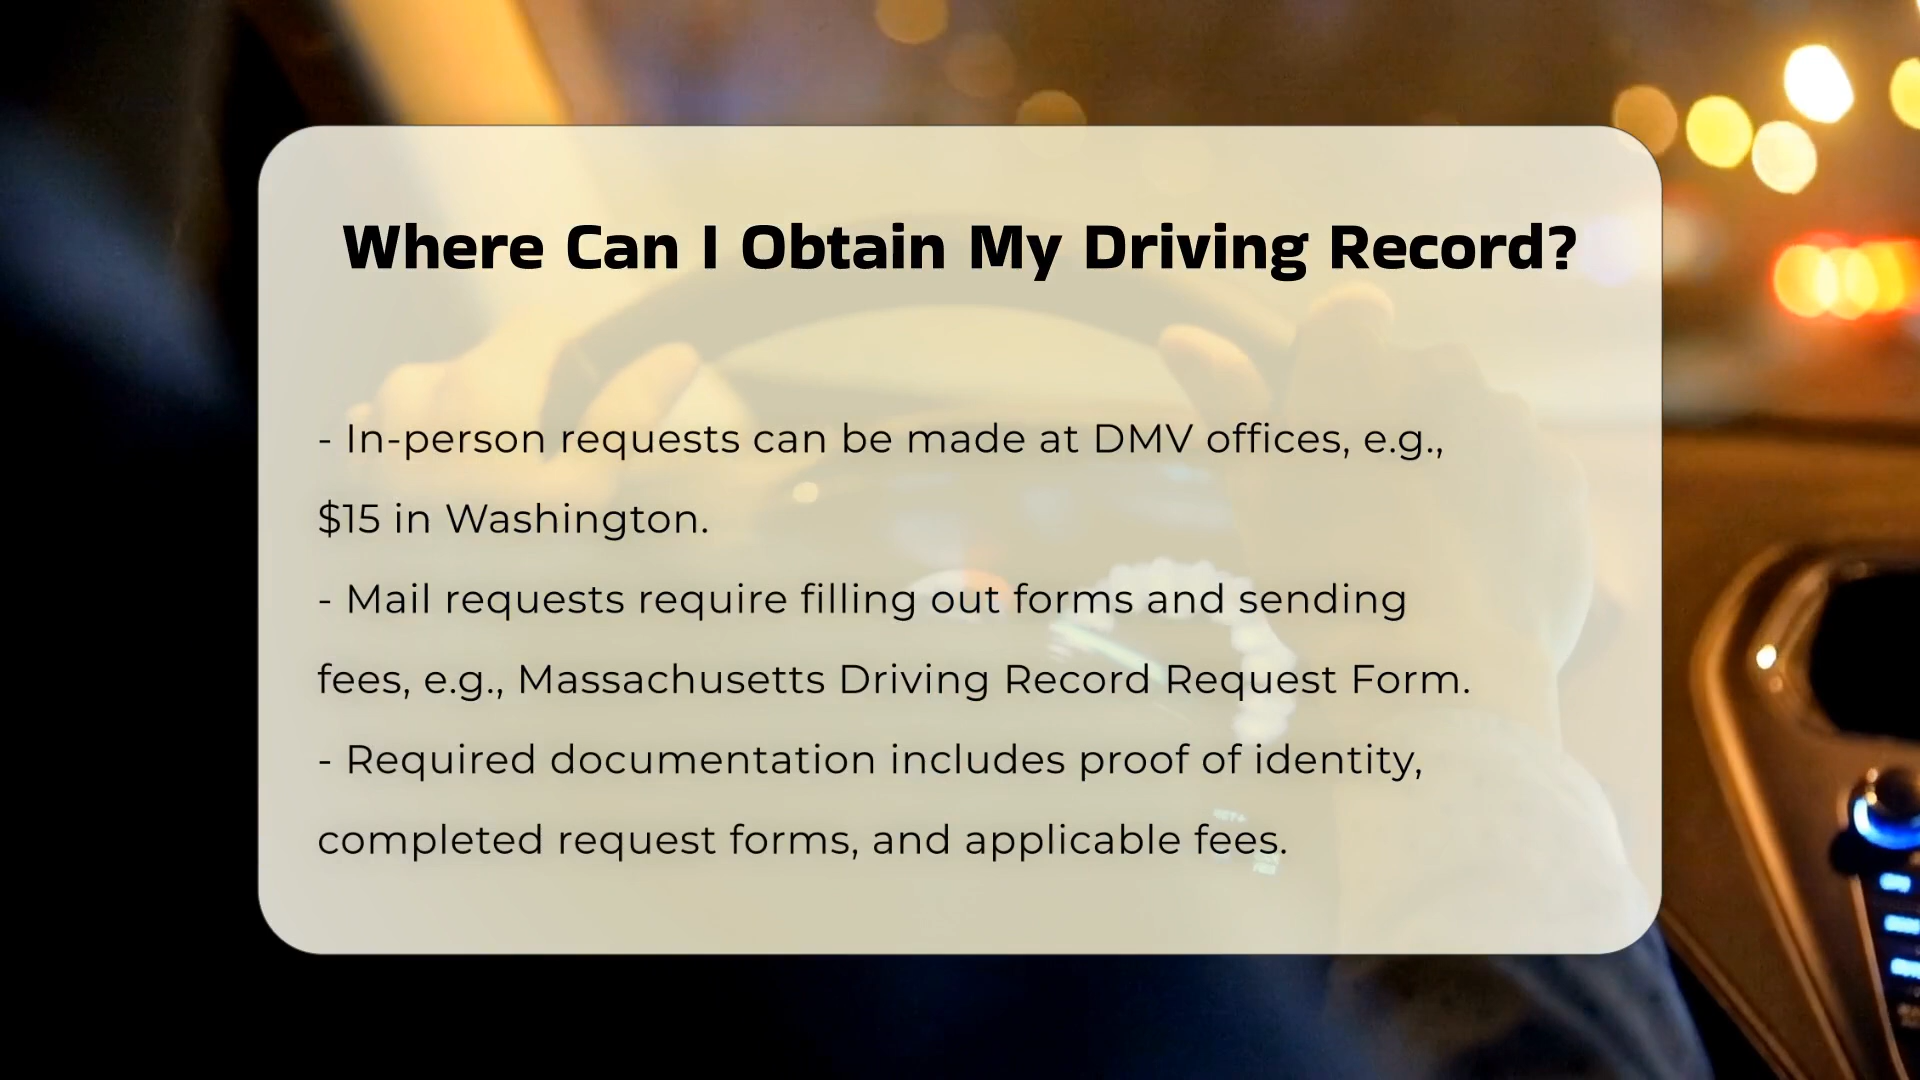 Where Can I Obtain My Driving Record?
- In-person requests can be made at DMV offices, e.g.,
$15 in Washington.
- Mail requests require filling out forms and sending
fees, e.g., Massachusetts Driving Record Request Form.
- Required documentation includes proof of identity,
completed request forms, and applicable fees.